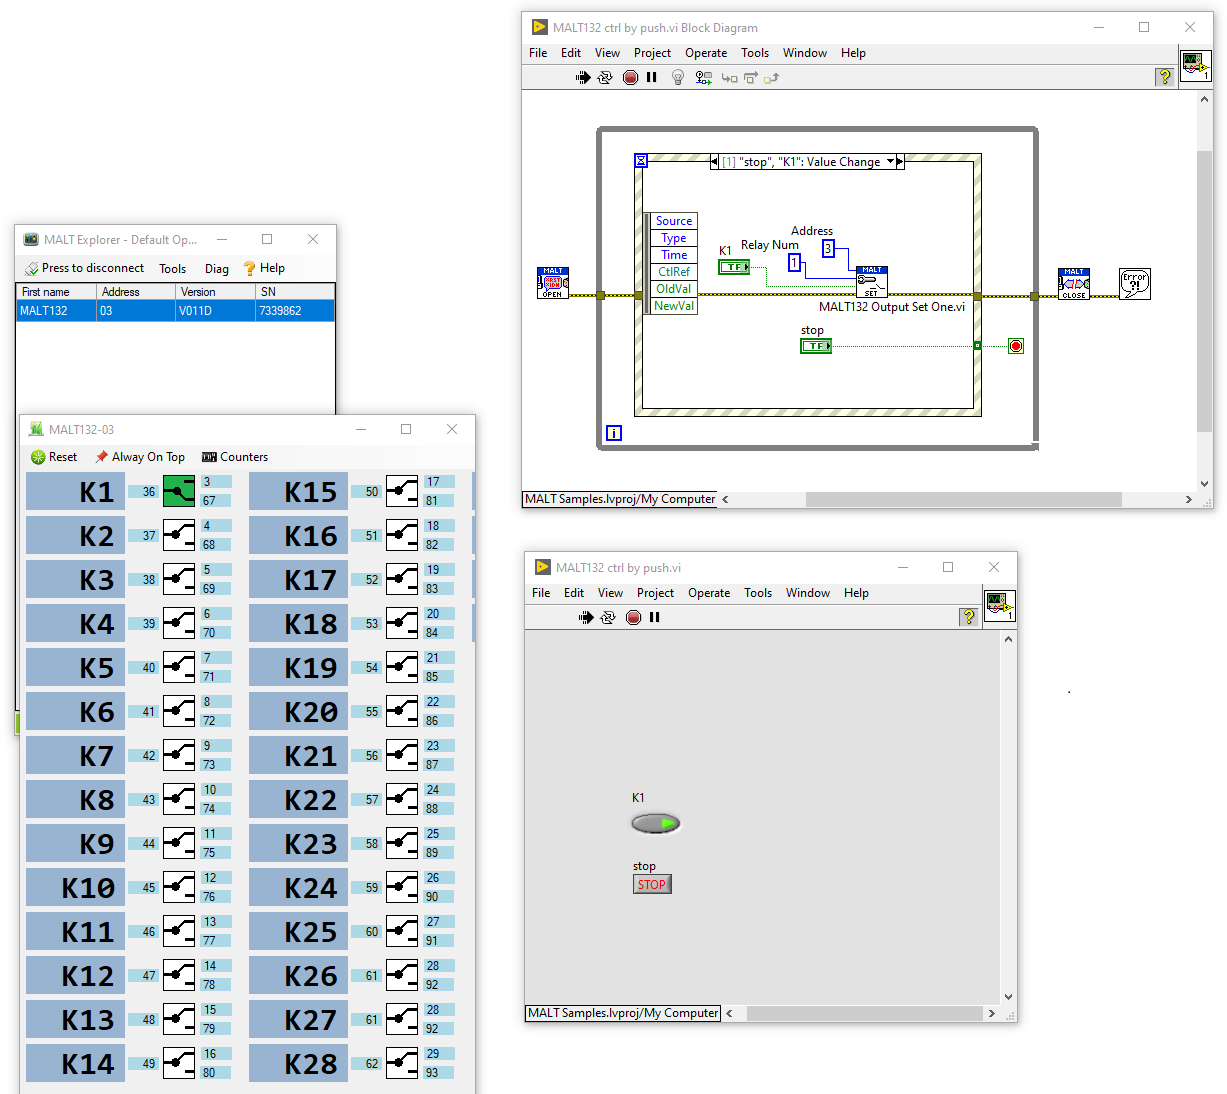 MALT132 ctrl by push.vi Block Diagram
File Edit View Project Operate Tools Window Help
?
1
[1] "stop", "K1": Value Change
Source
Type
Time
CtlRef
OldVal
NewVal
K1
TF
Relay Num
1
Address
3
MALT
OPEN
MALT
SET
MALT132 Output Set One.vi
stop
TF
MALT
CLOSE
Error
?!
i
MALT Samples.lvproj/My Computer
MALT Explorer - Default Op...
Press to disconnect Tools Diag Help
First name Address Version SN
MALT132 03 V011D 7339862
MALT132-03
Reset Alway On Top Counters
K1 36 3 67 K15 50 17 81
K2 37 4 68 K16 51 18 82
K3 38 5 69 K17 52 19 83
K4 39 6 70 K18 53 20 84
K5 40 7 71 K19 54 21 85
K6 41 8 72 K20 55 22 86
K7 42 9 73 K21 56 23 87
K8 43 10 74 K22 57 24 88
K9 44 11 75 K23 58 25 89
K10 45 12 76 K24 59 26 90
K11 46 13 77 K25 60 27 91
K12 47 14 78 K26 61 28 92
K13 48 15 79 K27 61 28 92
K14 49 16 80 K28 62 29 93
MALT132 ctrl by push.vi
File Edit View Project Operate Tools Window Help
?
1
K1
stop
STOP
MALT Samples.lvproj/My Computer